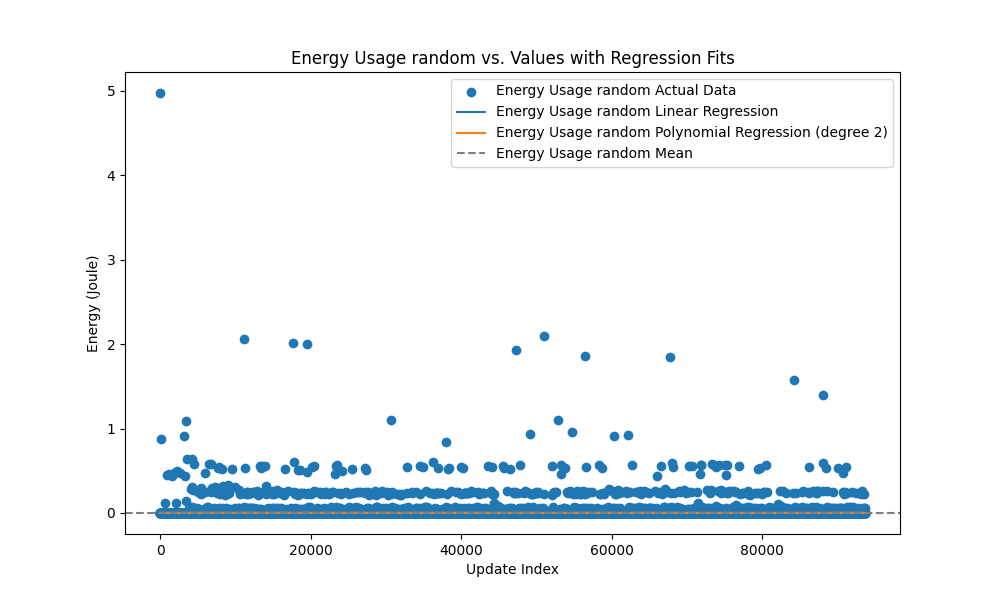 Energy Usage random vs. Values with Regression Fits
Energy Usage random Actual Data
Energy Usage random Linear Regression
Energy Usage random Polynomial Regression (degree 2)
Energy Usage random Mean
Energy (Joule)
5
4
3
2
1
0
0 20000 40000 60000 80000
Update Index